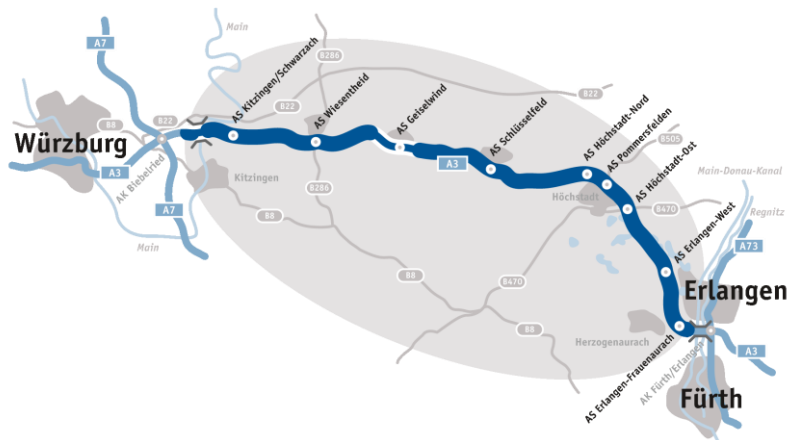 Main
A7
B286
AS Kitzingen/Schwarzach
B22
B8
B22
B22
AS Wiesentheid
AS Geiselwind
AS Schlüsselfeld
AS Höchstadt-Nord
AS Pommersfelden
B505
AS Höchstadt-Ost
Main-Donau-Kanal
Würzburg
A3
AK Biebelried
Kitzingen
B286
A3
Höchstadt
B470
Regnitz
AS Erlangen-West
A7
B8
Main
A73
B8
B470
Erlangen
B8
Herzogenaurach
A3
AS Erlangen-Frauenaurach
AK Fürth/Erlangen
Fürth